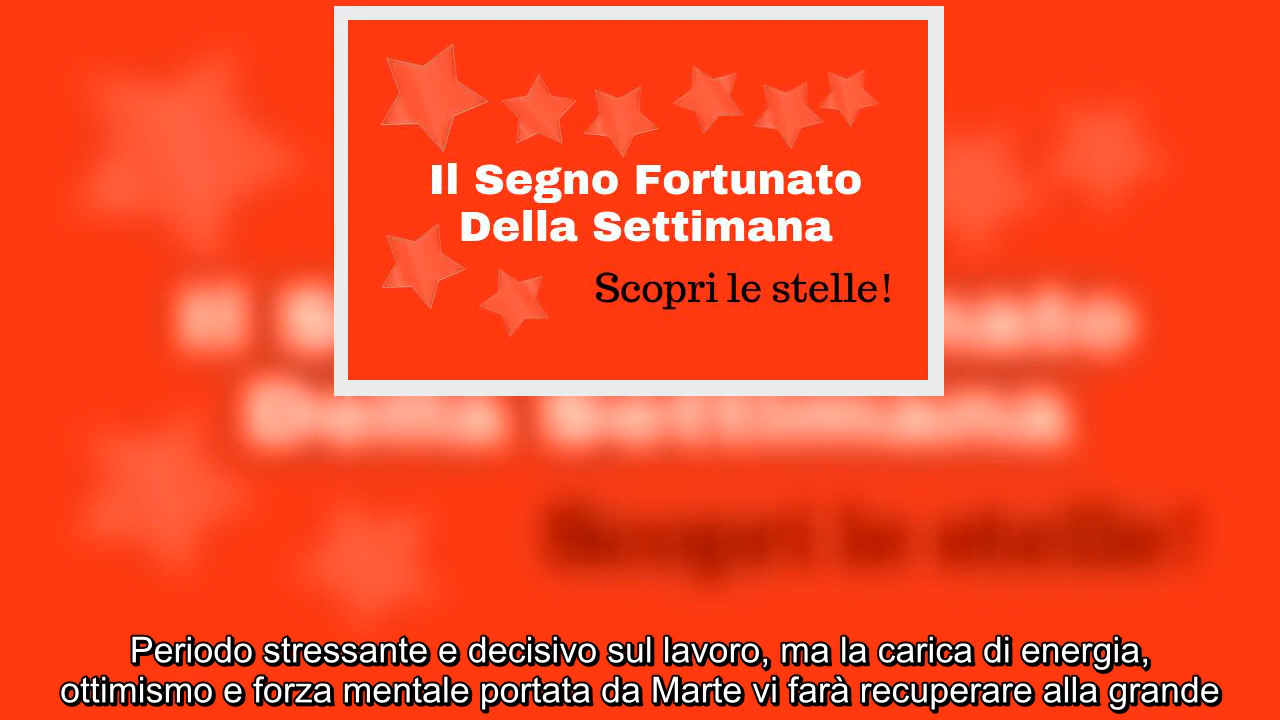 Il Segno Fortunato
Della Settimana
Scopri le stelle!
Periodo stressante e decisivo sul lavoro, ma la carica di energia,
ottimismo e forza mentale portata da Marte vi farà recuperare alla grande